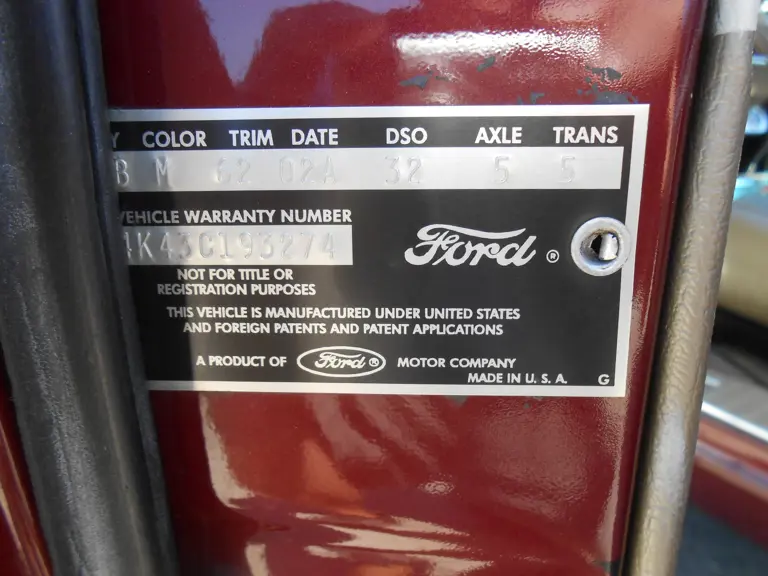 Y COLOR TRIM DATE DSO AXLE TRANS
B M 62 02A 32 5 5
VEHICLE WARRANTY NUMBER
4K43C193274
Ford ®
NOT FOR TITLE OR
REGISTRATION PURPOSES
THIS VEHICLE IS MANUFACTURED UNDER UNITED STATES
AND FOREIGN PATENTS AND PATENT APPLICATIONS
A PRODUCT OF Ford ® MOTOR COMPANY
MADE IN U. S. A. G